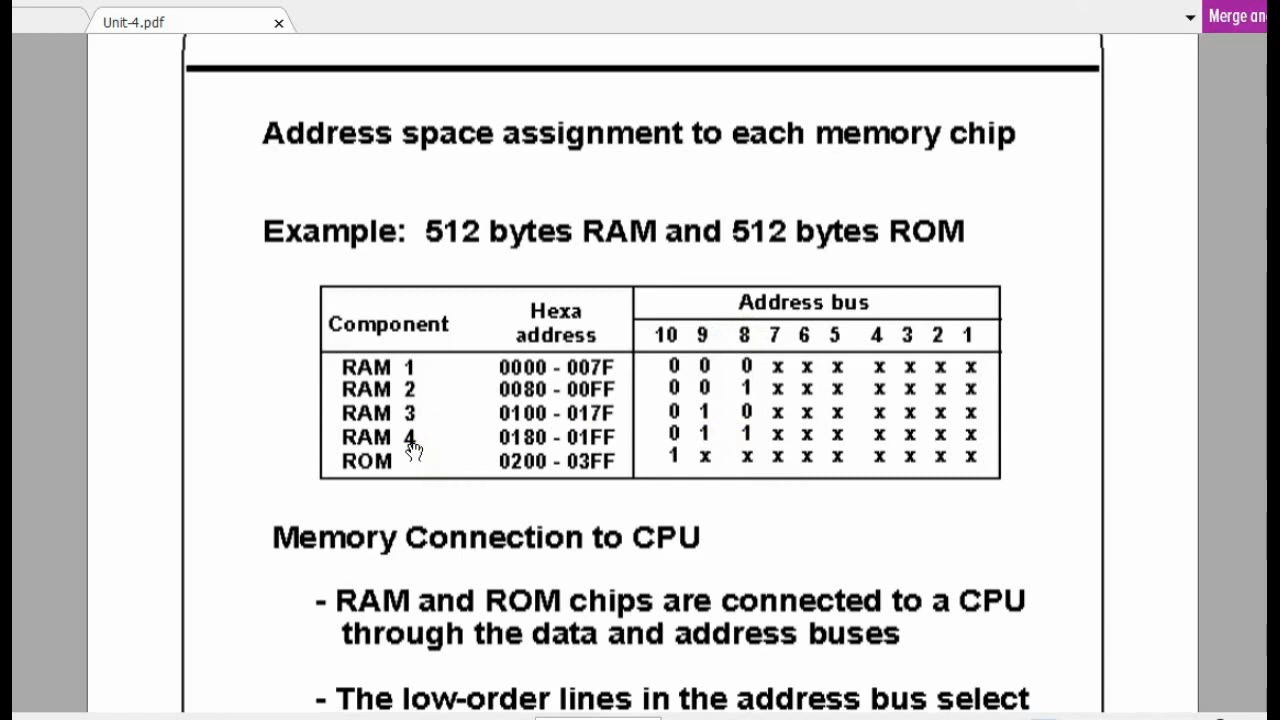 Unit-4.pdf
×
Merge an
Address space assignment to each memory chip
Example: 512 bytes RAM and 512 bytes ROM
Component Hexa address Address bus
10 9 8 7 6 5 4 3 2 1
RAM 1 0000 - 007F 0 0 0 x x x x x x x
RAM 2 0080 - 00FF 0 0 1 x x x x x x x
RAM 3 0100 - 017F 0 1 0 x x x x x x x
RAM 4 0180 - 01FF 0 1 1 x x x x x x x
ROM 0200 - 03FF 1 x x x x x x x x x
Memory Connection to CPU
- RAM and ROM chips are connected to a CPU
through the data and address buses
- The low-order lines in the address bus select